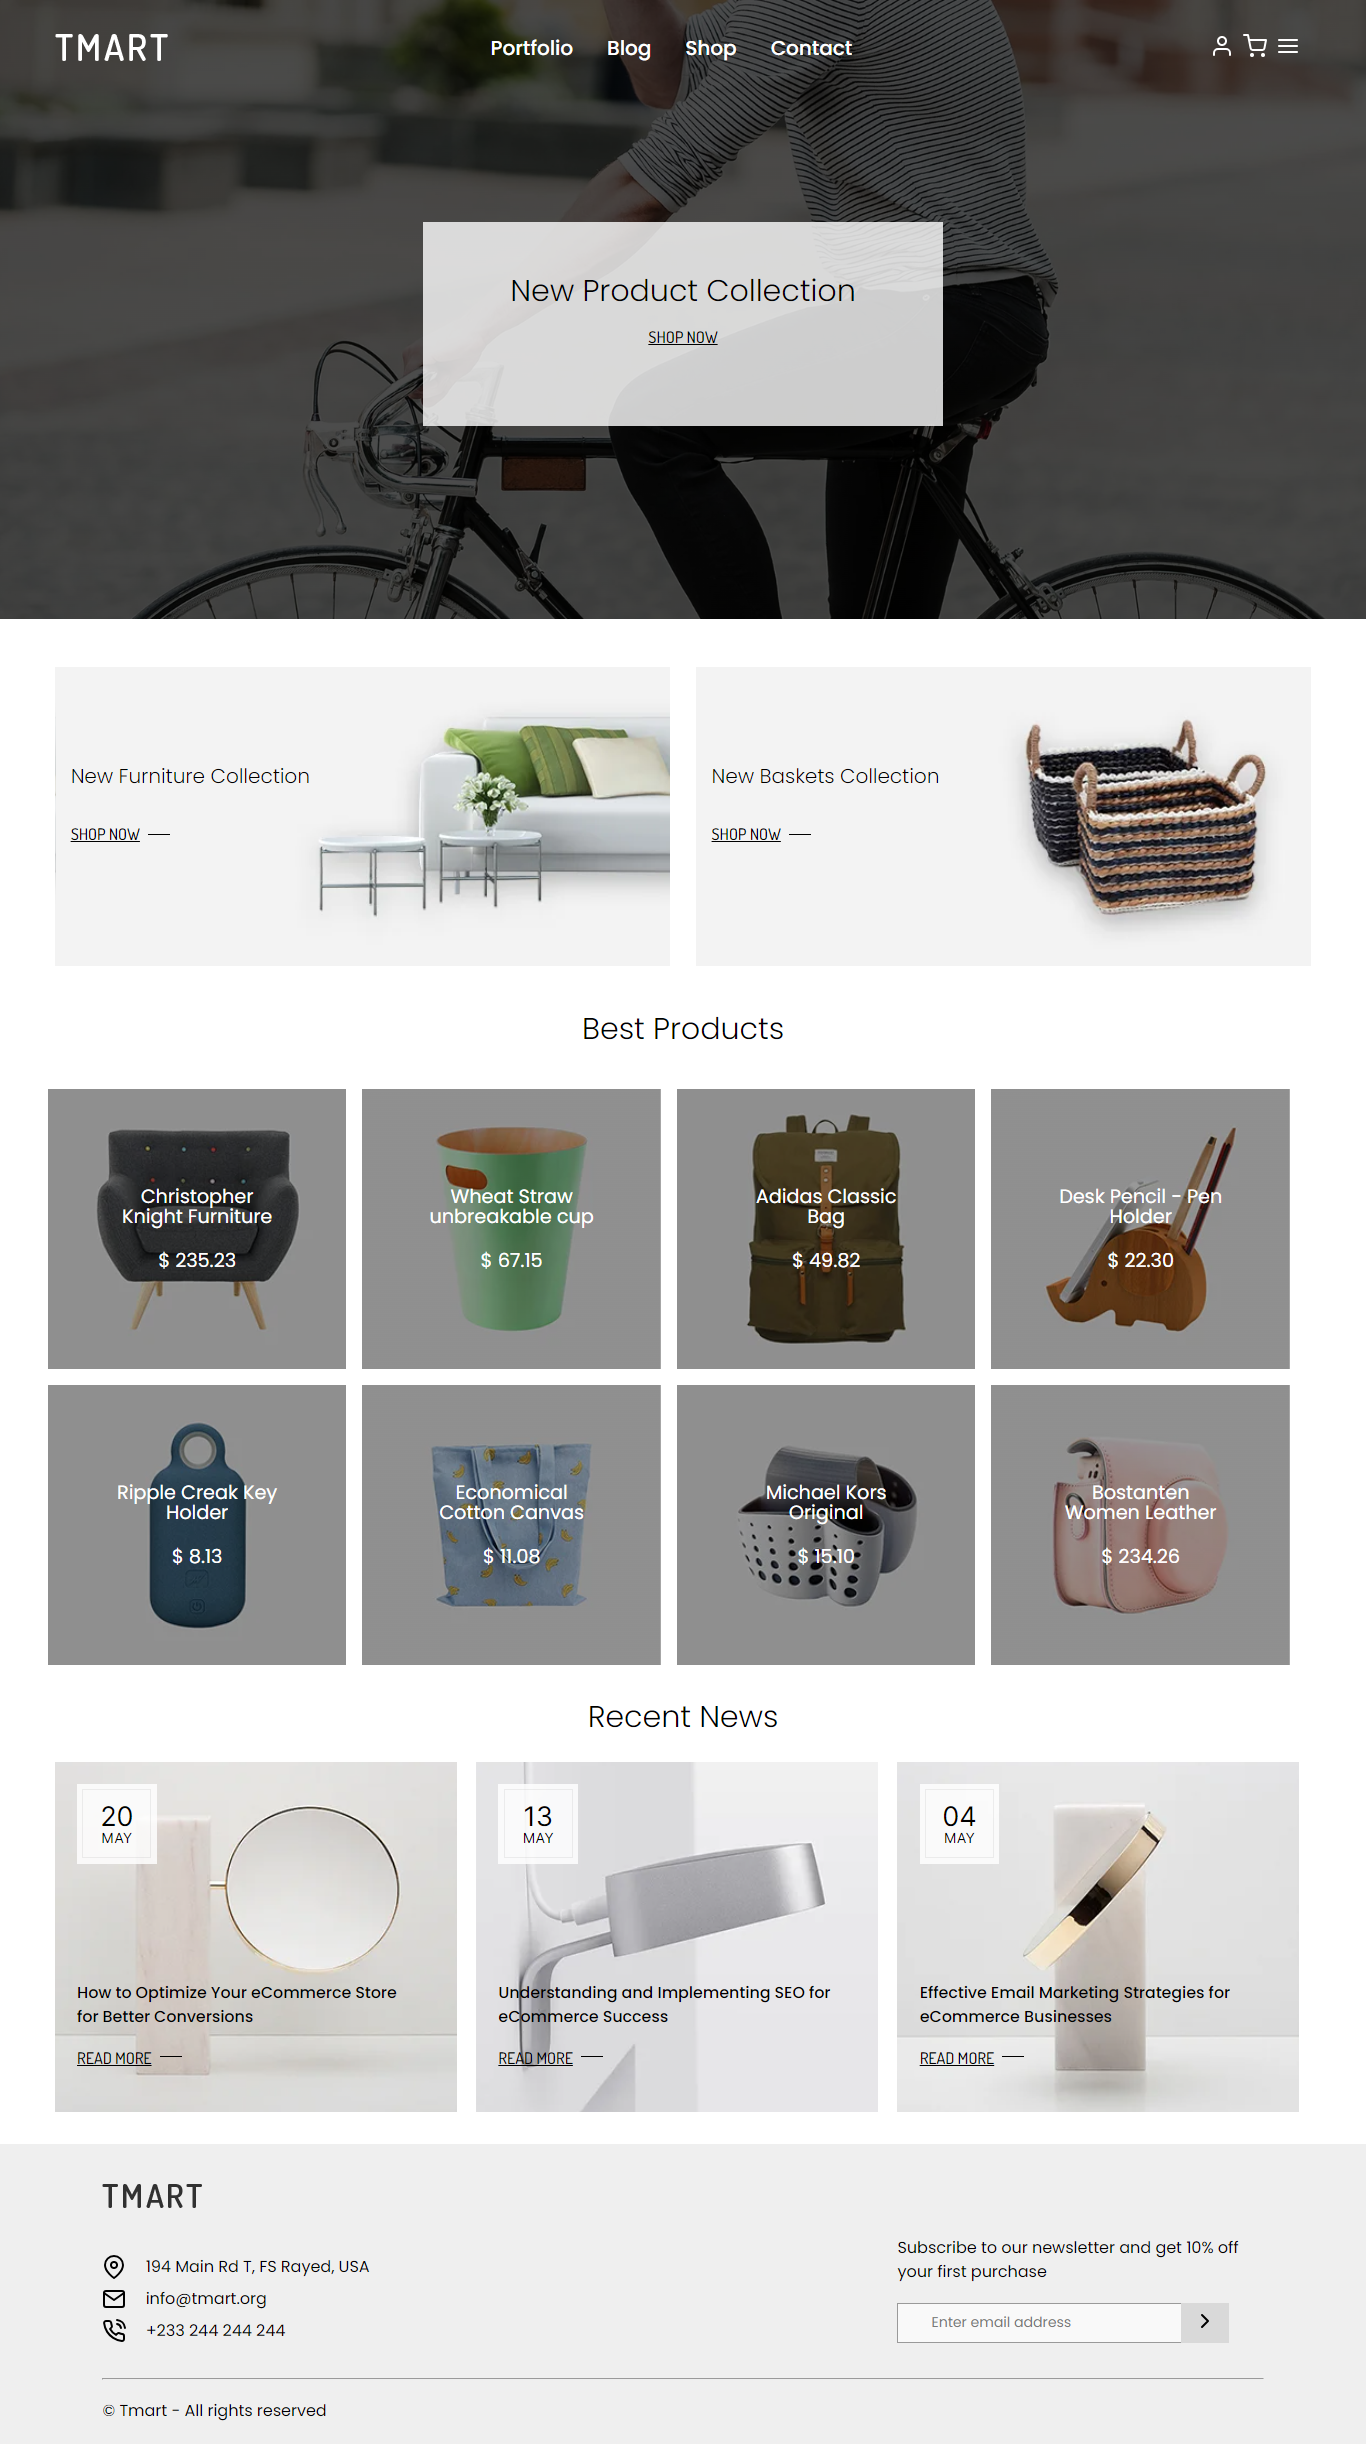 TMART
Portfolio Blog Shop Contact
New Product Collection
SHOP NOW
New Furniture Collection
SHOP NOW
New Baskets Collection
SHOP NOW
Best Products
Christopher
Knight Furniture
$ 235.23
Wheat Straw
unbreakable cup
$ 67.15
Adidas Classic
Bag
$ 49.82
Desk Pencil - Pen
Holder
$ 22.30
Ripple Creak Key
Holder
$ 8.13
Economical
Cotton Canvas
$ 11.08
Michael Kors
Original
$ 15.10
Bostanten
Women Leather
$ 234.26
Recent News
20
MAY
How to Optimize Your eCommerce Store
for Better Conversions
READ MORE
13
MAY
Understanding and Implementing SEO for
eCommerce Success
READ MORE
04
MAY
Effective Email Marketing Strategies for
eCommerce Businesses
READ MORE
TMART
194 Main Rd T, FS Rayed, USA
info@tmart.org
+233 244 244 244
Subscribe to our newsletter and get 10% off
your first purchase
Enter email address
© Tmart - All rights reserved